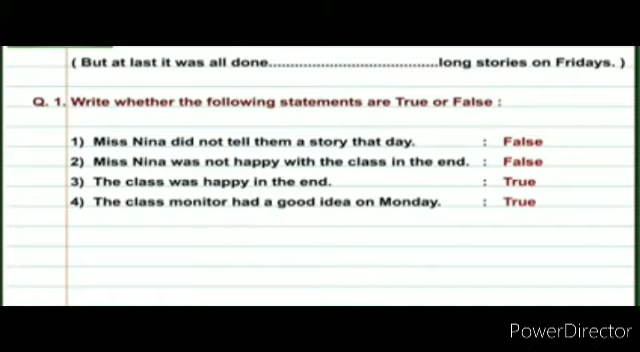 ( But at last it was all done.......................................long stories on Fridays. )
Q. 1. Write whether the following statements are True or False :
1) Miss Nina did not tell them a story that day. : False
2) Miss Nina was not happy with the class in the end. : False
3) The class was happy in the end. : True
4) The class monitor had a good idea on Monday. : True
PowerDirector